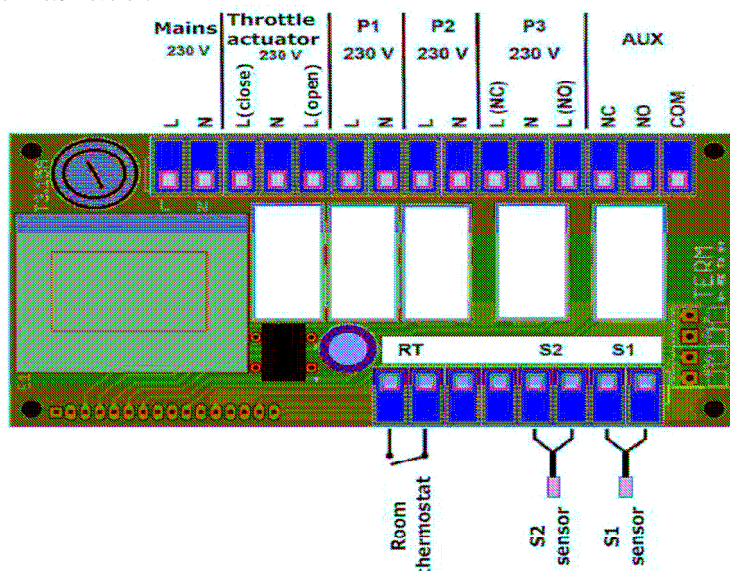 Mains
230 V
Throttle
actuator
230 V
P1
230 V
P2
230 V
P3
230 V
AUX
L
N
L(close)
N
L(open)
L
N
L
N
L (NC)
N
L (NO)
NC
NO
COM
L
N
TERM
RT
S2
S1
Room
thermostat
S2
sensor
S1
sensor